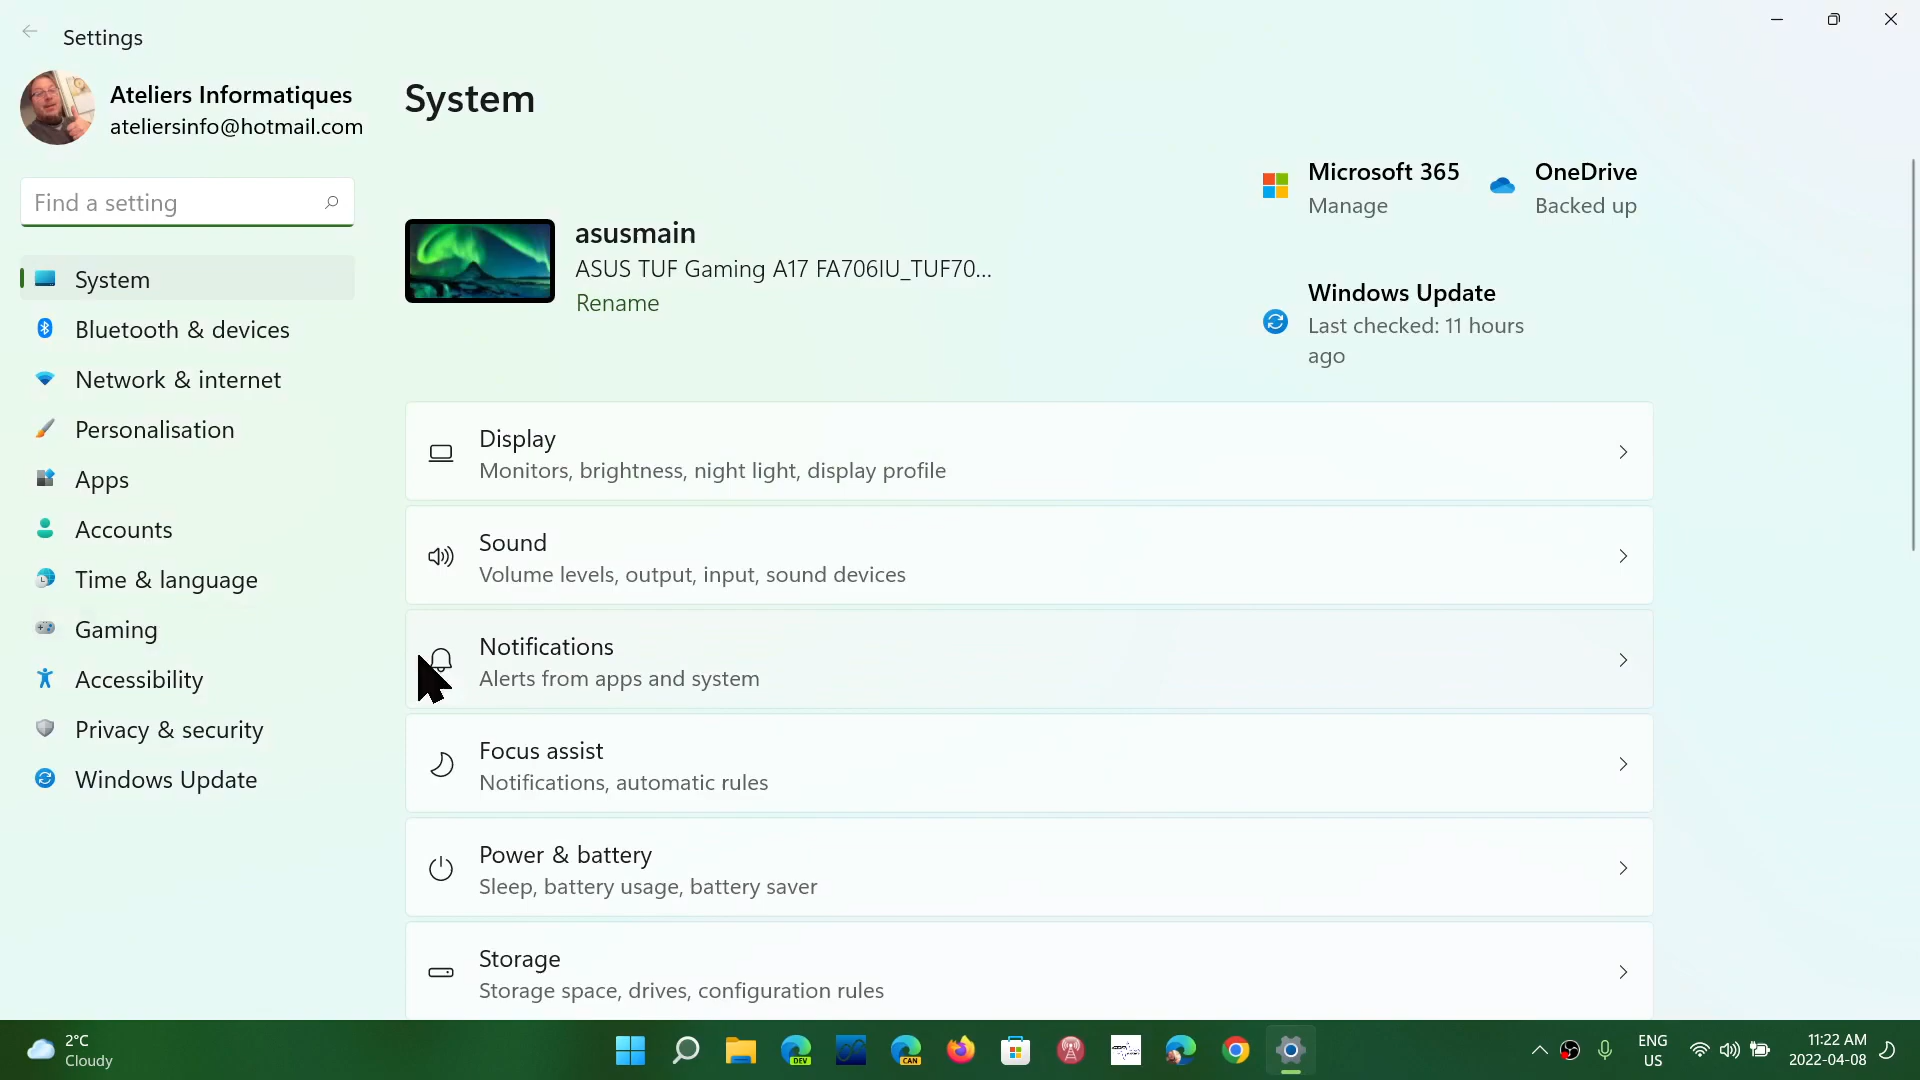 Settings
Ateliers Informatiques
ateliersinfo@hotmail.com
Find a setting
System
Bluetooth & devices
Network & internet
Personalisation
Apps
Accounts
Time & language
Gaming
Accessibility
Privacy & security
Windows Update
System
asusmain
ASUS TUF Gaming A17 FA706IU_TUF70...
Rename
Microsoft 365
Manage
OneDrive
Backed up
Windows Update
Last checked: 11 hours
ago
Display
Monitors, brightness, night light, display profile
Sound
Volume levels, output, input, sound devices
Notifications
Alerts from apps and system
Focus assist
Notifications, automatic rules
Power & battery
Sleep, battery usage, battery saver
Storage
Storage space, drives, configuration rules
2°C
Cloudy
DEV
CAN
ENG
US
11:22 AM
2022-04-08